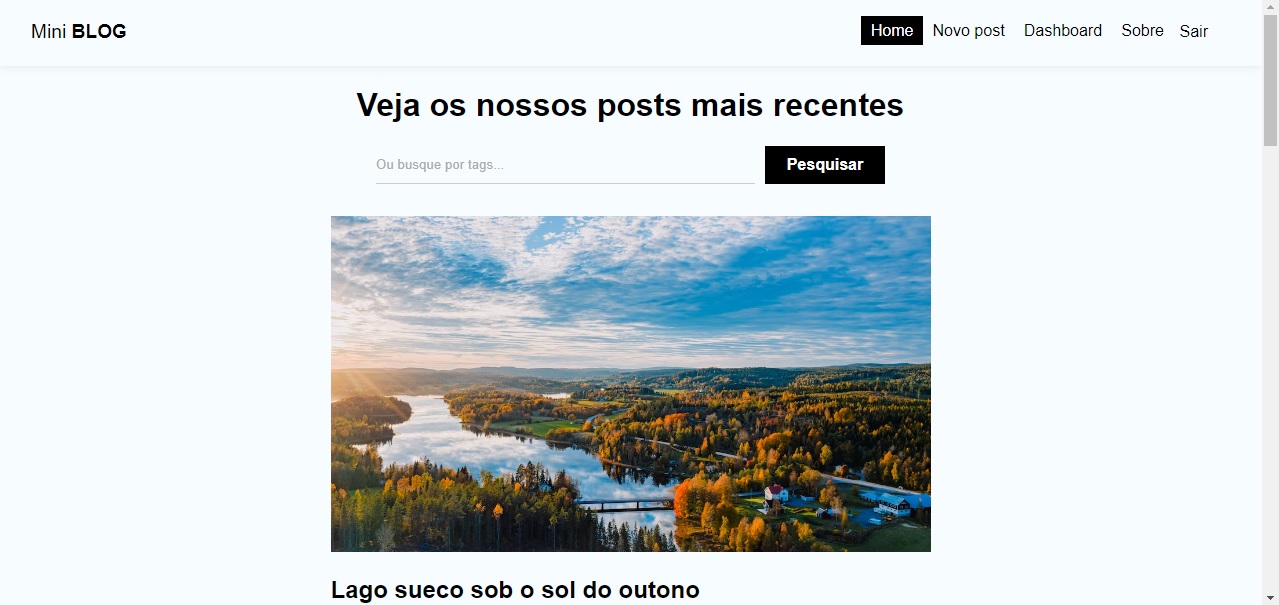 Mini BLOG
Home Novo post Dashboard Sobre Sair
Veja os nossos posts mais recentes
Ou busque por tags...
Pesquisar
Lago sueco sob o sol do outono